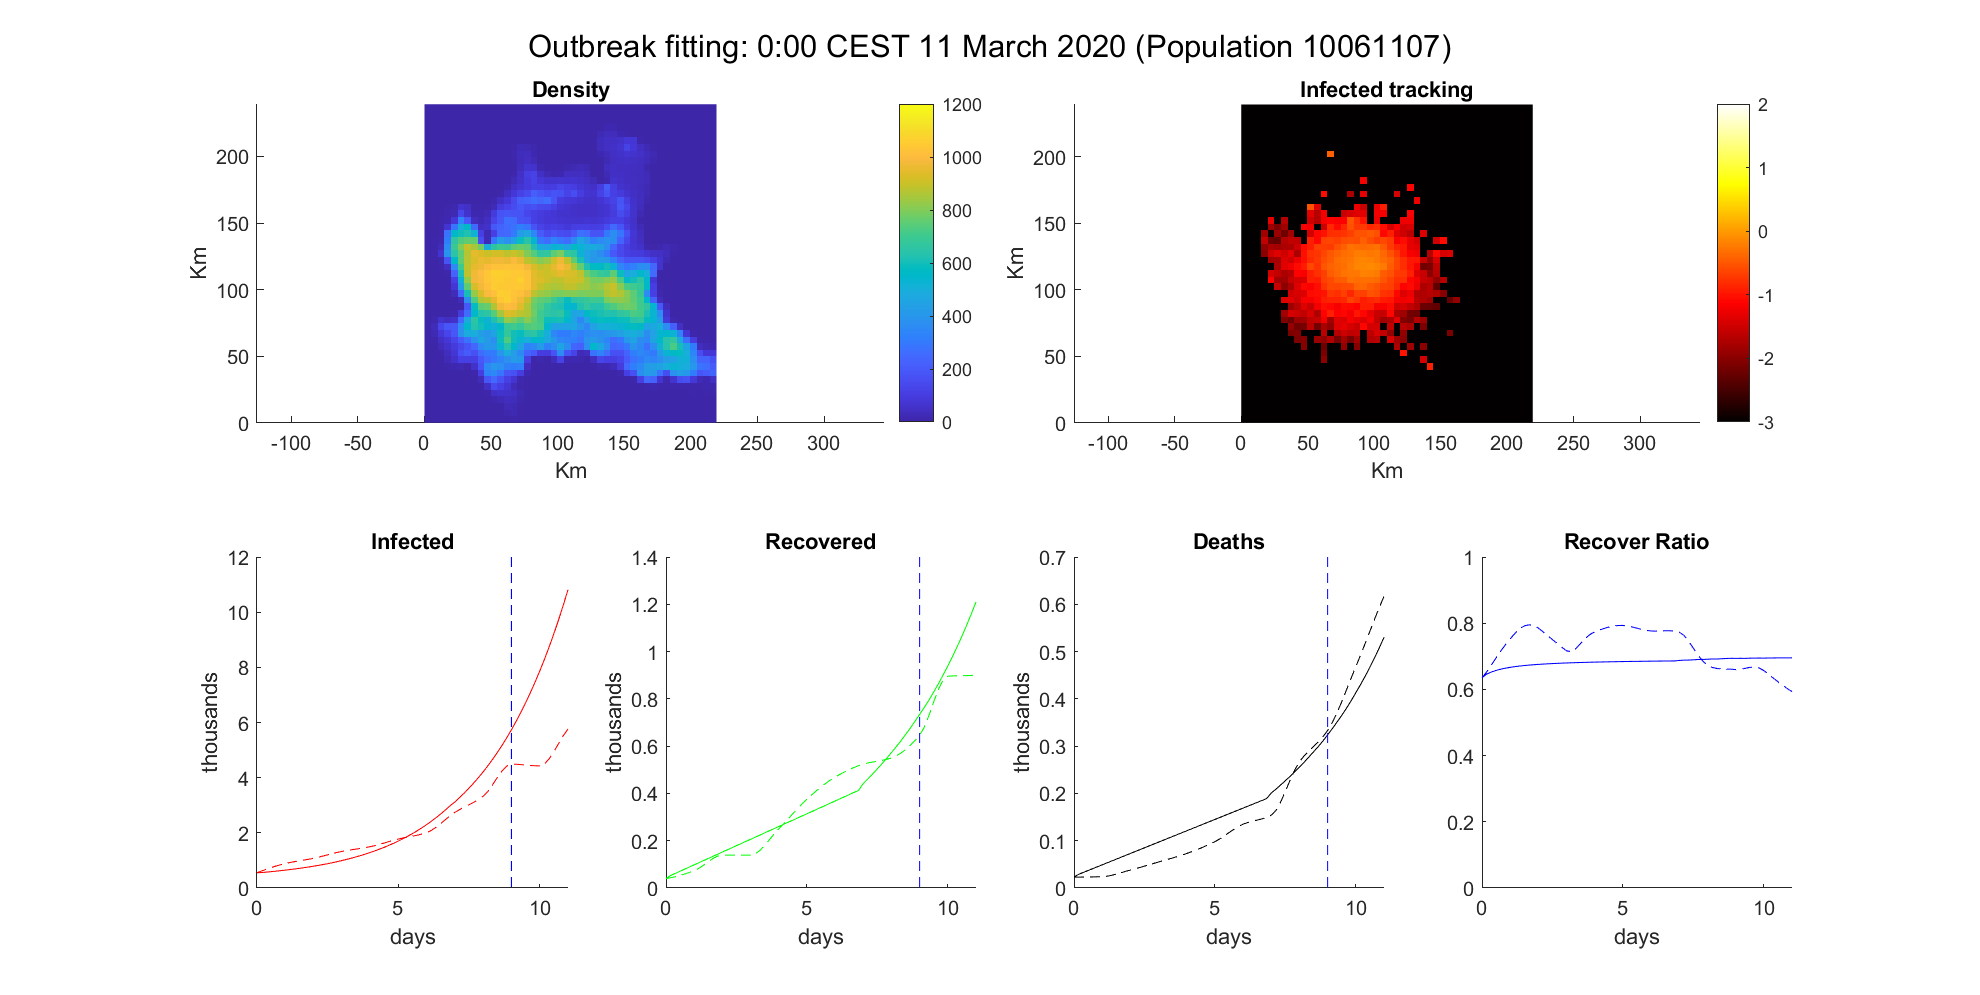 Outbreak fitting: 0:00 CEST 11 March 2020 (Population 10061107)
Density
Km
200
150
100
50
0
-100 -50 0 50 100 150 200 250 300
Km
1200
1000
800
600
400
200
0
Infected tracking
Km
200
150
100
50
0
-100 -50 0 50 100 150 200 250 300
Km
2
1
0
-1
-2
-3
Infected
thousands
12
10
8
6
4
2
0
0 5 10
days
Recovered
thousands
1.4
1.2
1
0.8
0.6
0.4
0.2
0
0 5 10
days
Deaths
thousands
0.7
0.6
0.5
0.4
0.3
0.2
0.1
0
0 5 10
days
Recover Ratio
1
0.8
0.6
0.4
0.2
0
0 5 10
days